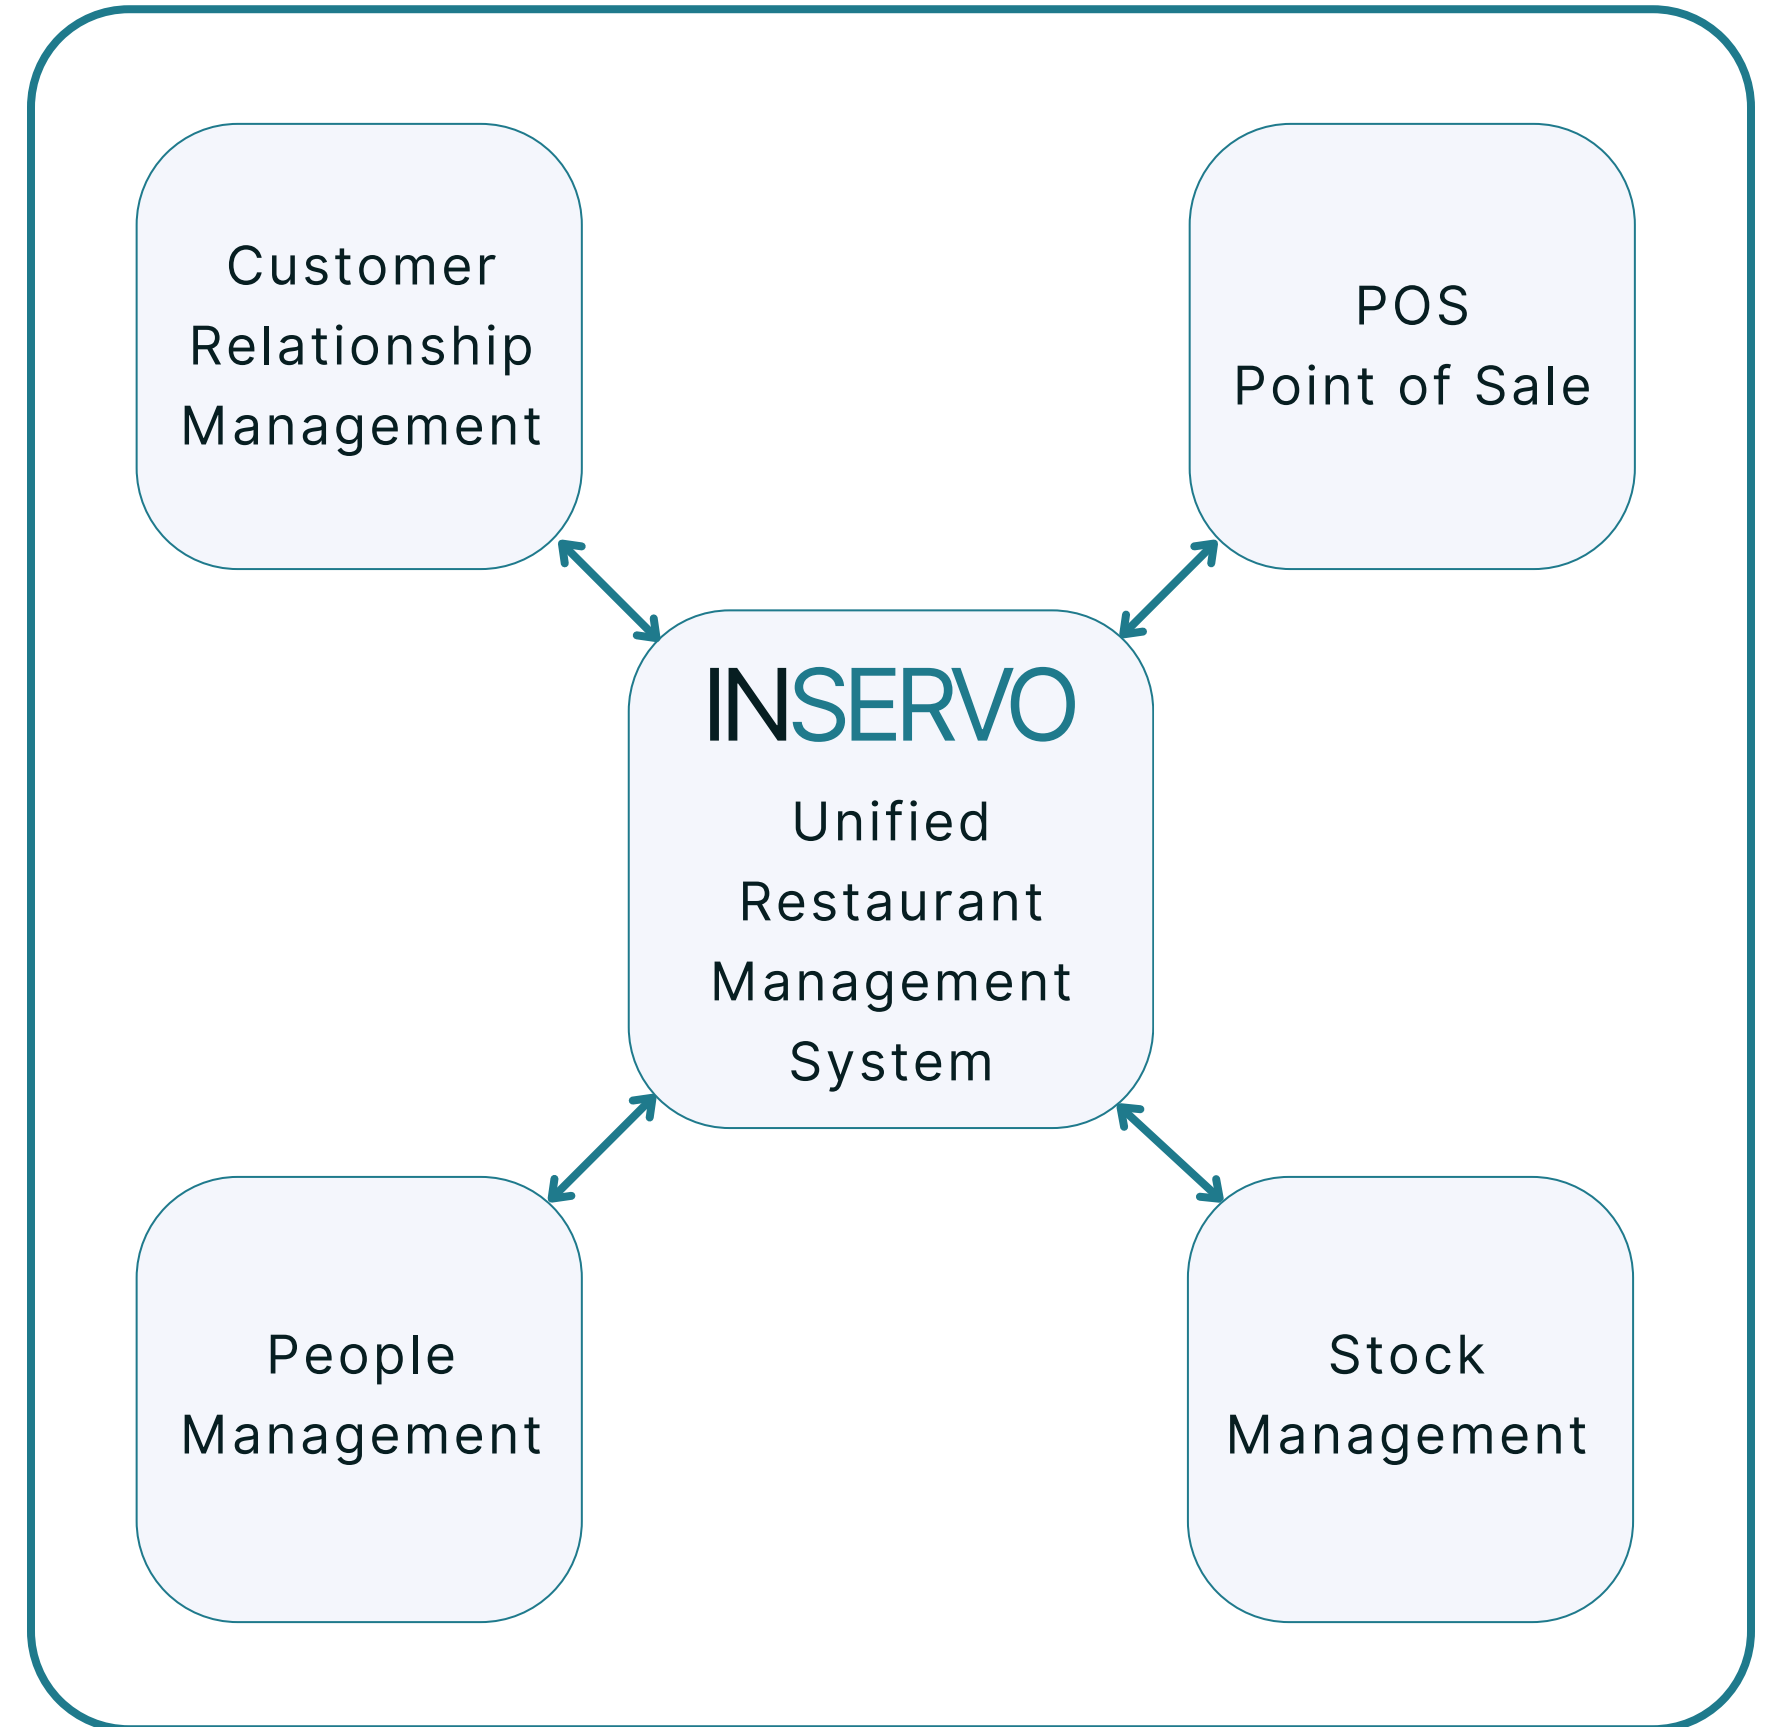 Customer
Relationship
Management
POS
Point of Sale
INSERVO
Unified
Restaurant
Management
System
People
Management
Stock
Management